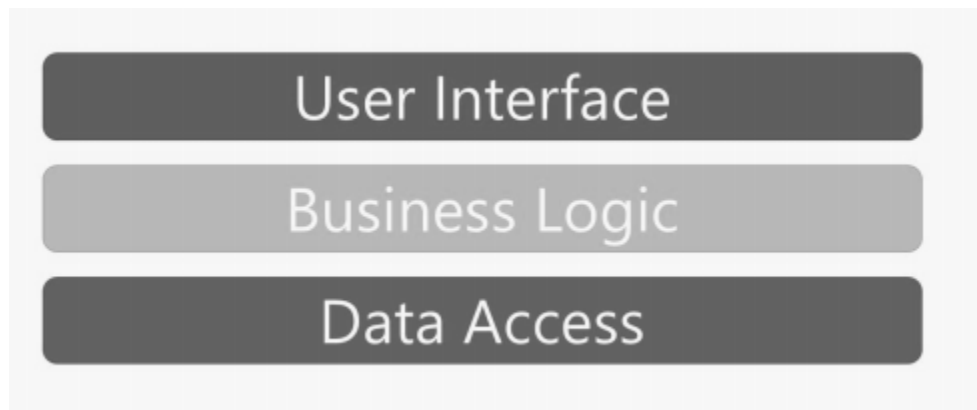 User Interface
Business Logic
Data Access